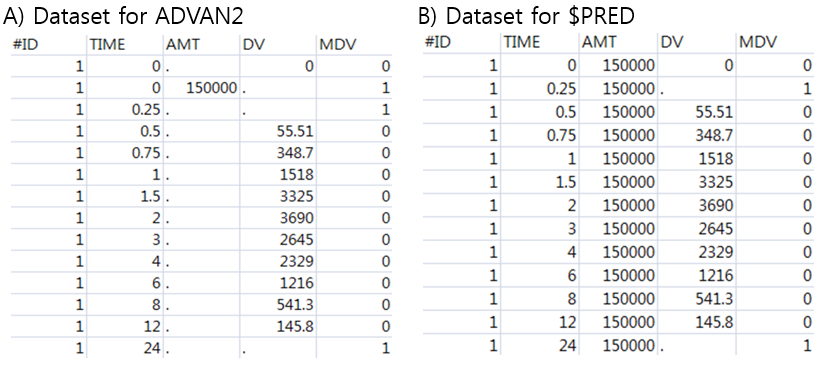 A) Dataset for ADVAN2
#ID TIME AMT DV MDV
1 0 . 0 0
1 0 150000 . 1
1 0.25 . . 1
1 0.5 . 55.51 0
1 0.75 . 348.7 0
1 1 . 1518 0
1 1.5 . 3325 0
1 2 . 3690 0
1 3 . 2645 0
1 4 . 2329 0
1 6 . 1216 0
1 8 . 541.3 0
1 12 . 145.8 0
1 24 . . 1
B) Dataset for $PRED
#ID TIME AMT DV MDV
1 0 150000 0 0
1 0.25 150000 . 1
1 0.5 150000 55.51 0
1 0.75 150000 348.7 0
1 1 150000 1518 0
1 1.5 150000 3325 0
1 2 150000 3690 0
1 3 150000 2645 0
1 4 150000 2329 0
1 6 150000 1216 0
1 8 150000 541.3 0
1 12 150000 145.8 0
1 24 150000 . 1